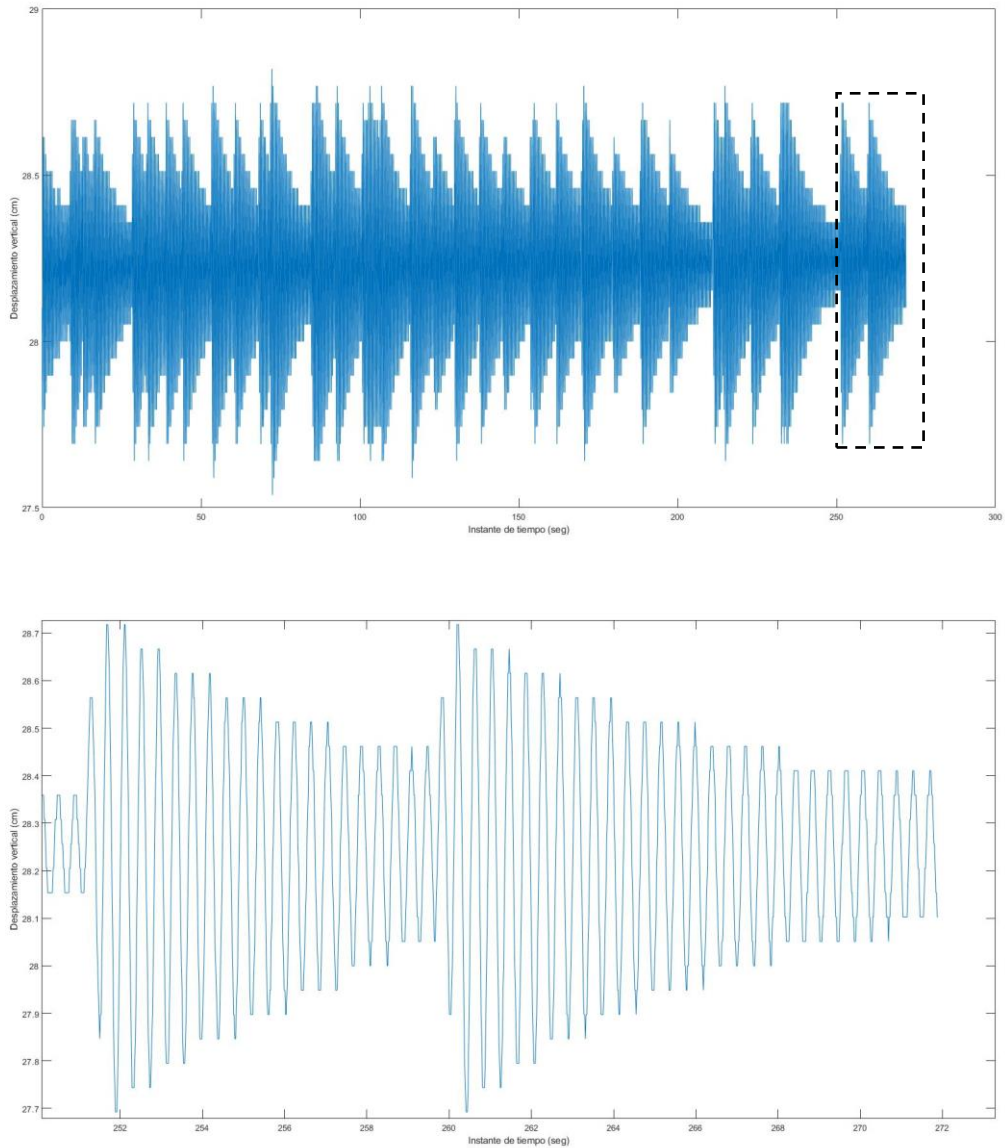 29
28.5
28
27.5
Desplazamiento vertical (cm)
0 50 100 150 200 250 300
Instante de tiempo (seg)
28.7
28.6
28.5
28.4
28.3
28.2
28.1
28
27.9
27.8
27.7
Desplazamiento vertical (cm)
252 254 256 258 260 262 264 266 268 270 272
Instante de tiempo (seg)